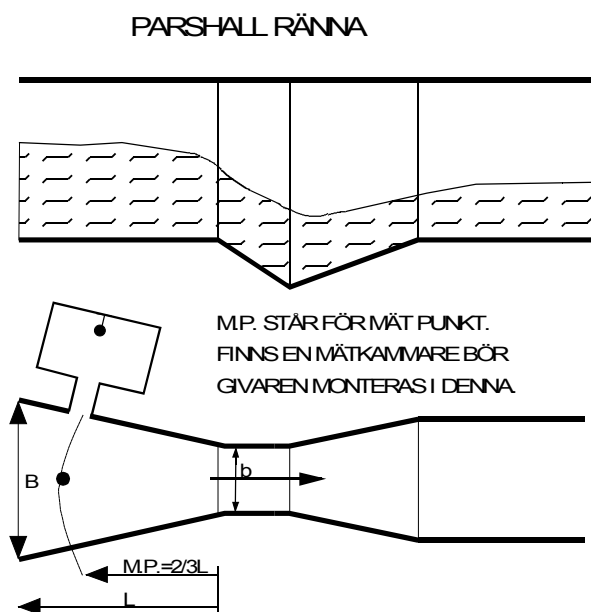 PARSHALL RÄNNA
M.P. STÅR FÖR MÄT PUNKT.
FINNS EN MÄTKAMMARE BÖR
GIVAREN MONTERAS I DENNA.
B
b
M.P.=2/3L
L